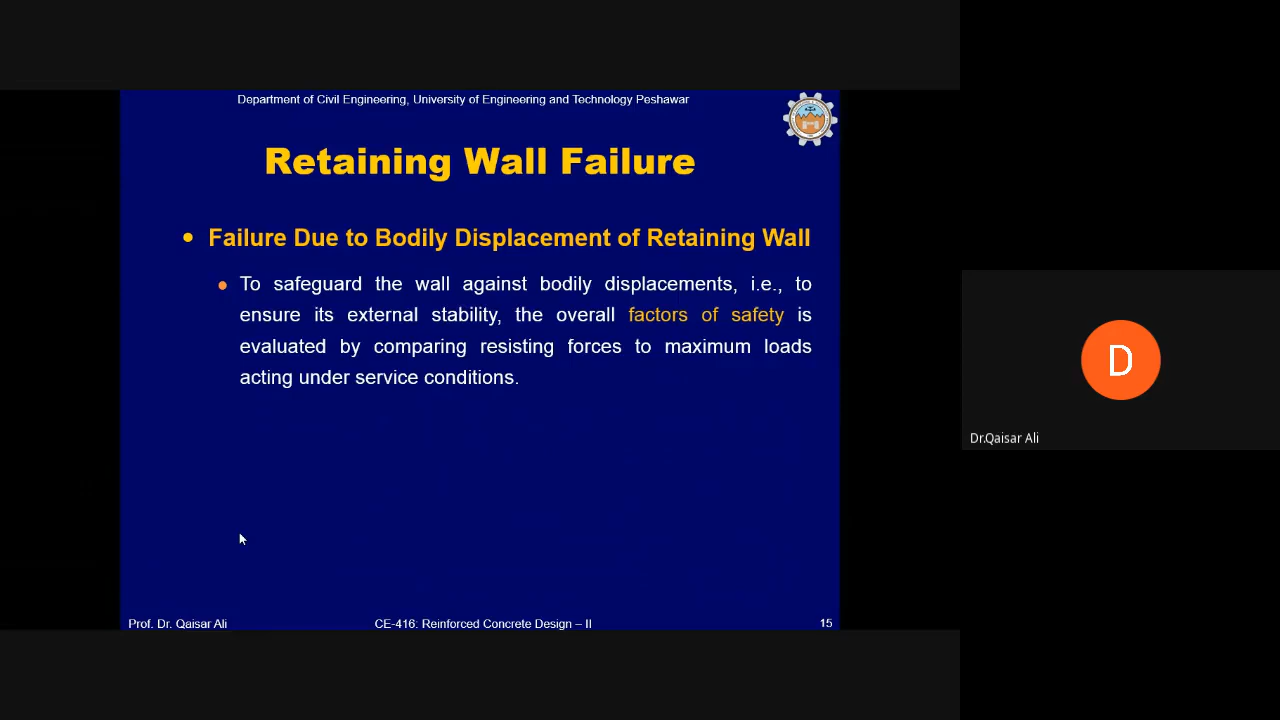 Department of Civil Engineering, University of Engineering and Technology Peshawar
Retaining Wall Failure
• Failure Due to Bodily Displacement of Retaining Wall
• To safeguard the wall against bodily displacements, i.e., to
ensure its external stability, the overall factors of safety is
evaluated by comparing resisting forces to maximum loads
acting under service conditions.
D
Dr.Qaisar Ali
Prof. Dr. Qaisar Ali
CE-416: Reinforced Concrete Design – II
15